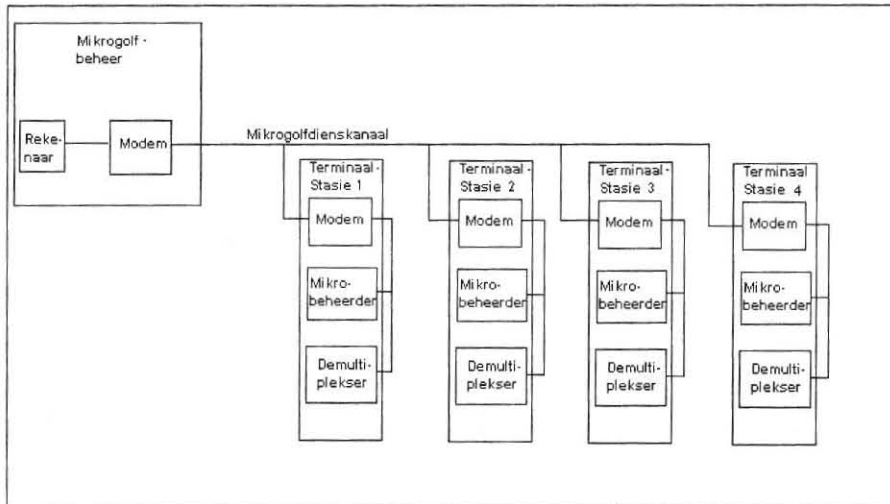 Mikrogolf-
beheer
Reke-
naar
Modem
Mikrogolfdienskanaal
Terminaal-
Stasie 1
Modem
Mikro-
beheerder
Demulti-
plekser
Terminaal-
Stasie 2
Modem
Mikro-
beheerder
Demulti-
plekser
Terminaal-
Stasie 3
Modem
Mikro-
beheerder
Demulti-
plekser
Terminaal
Stasie 4
Modem
Mikro-
beheerder
Demulti-
plekser